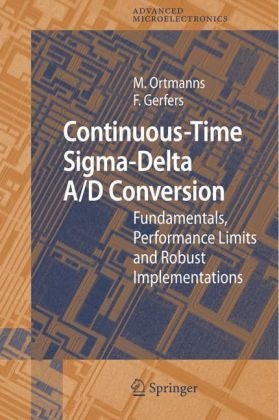 ADVANCED
MICROELECTRONICS
M. Ortmanns
F. Gerfers
Continuous-Time
Sigma-Delta
A/D Conversion
Fundamentals,
Performance Limits
and Robust
Implementations
Springer